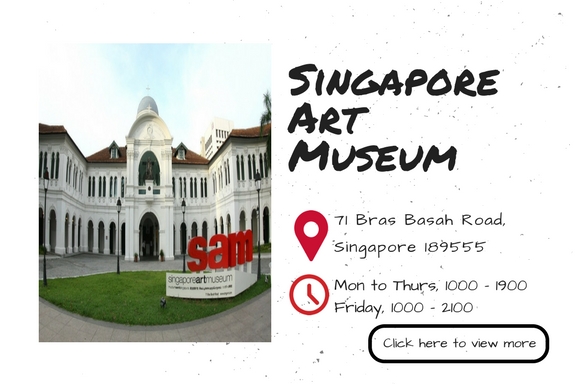 Singapore
Art
Museum
71 Bras Basah Road,
Singapore 189555
Mon to Thurs, 1000 - 1900
Friday, 1000 - 2100
Click here to view more
sam
singaporeartmuseum